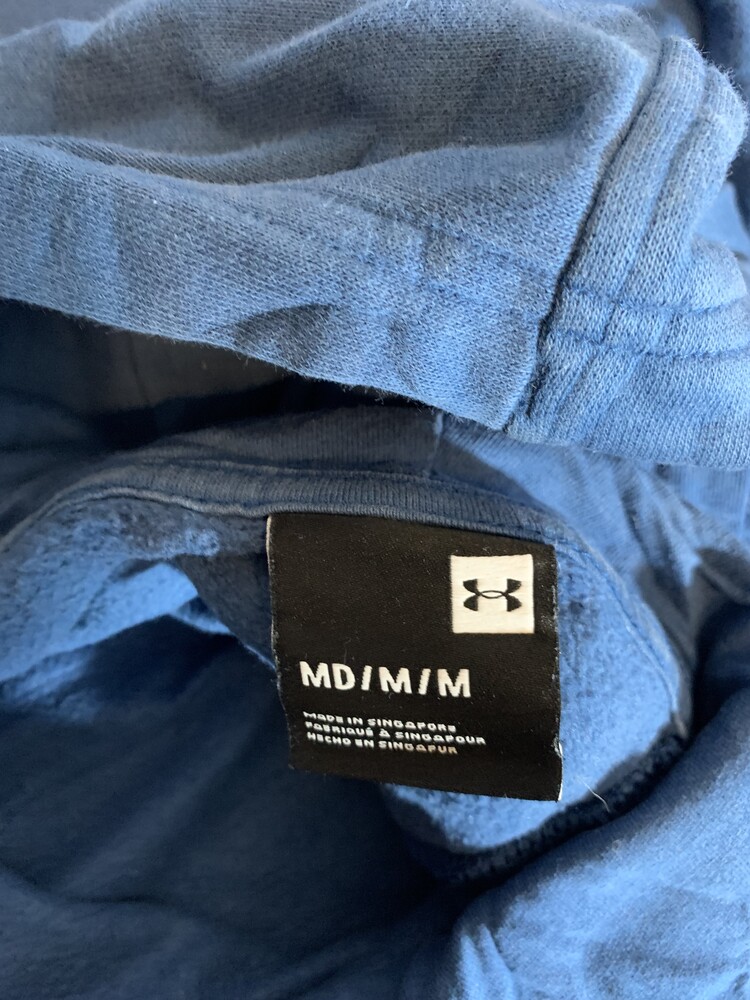 MD/M/M
MADE IN SINGAPORE
FABRIQUÉ À SINGAPOUR
HECHO EN SINGAPUR